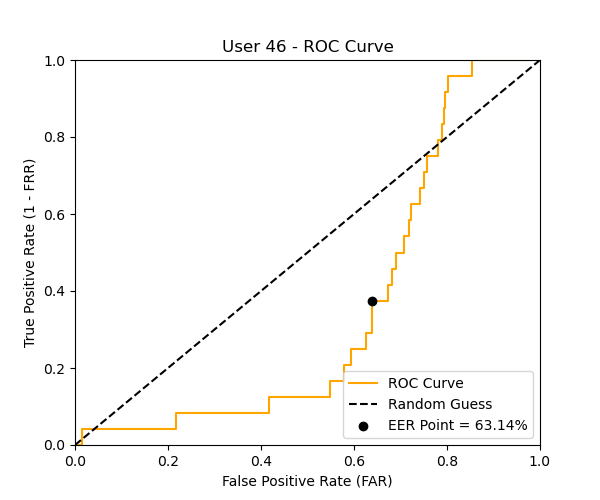 User 46 - ROC Curve
True Positive Rate (1 - FRR)
1.0
0.8
0.6
0.4
0.2
0.0
0.0 0.2 0.4 0.6 0.8 1.0
False Positive Rate (FAR)
ROC Curve
Random Guess
EER Point = 63.14%